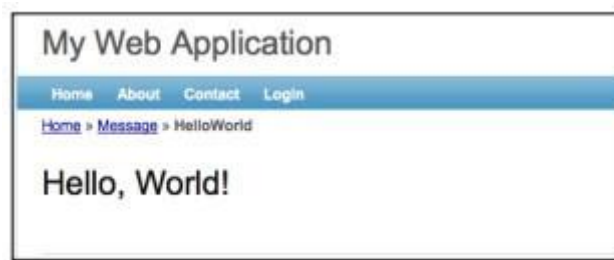 My Web Application
Home About Contact Login
Home » Message » HelloWorld
Hello, World!